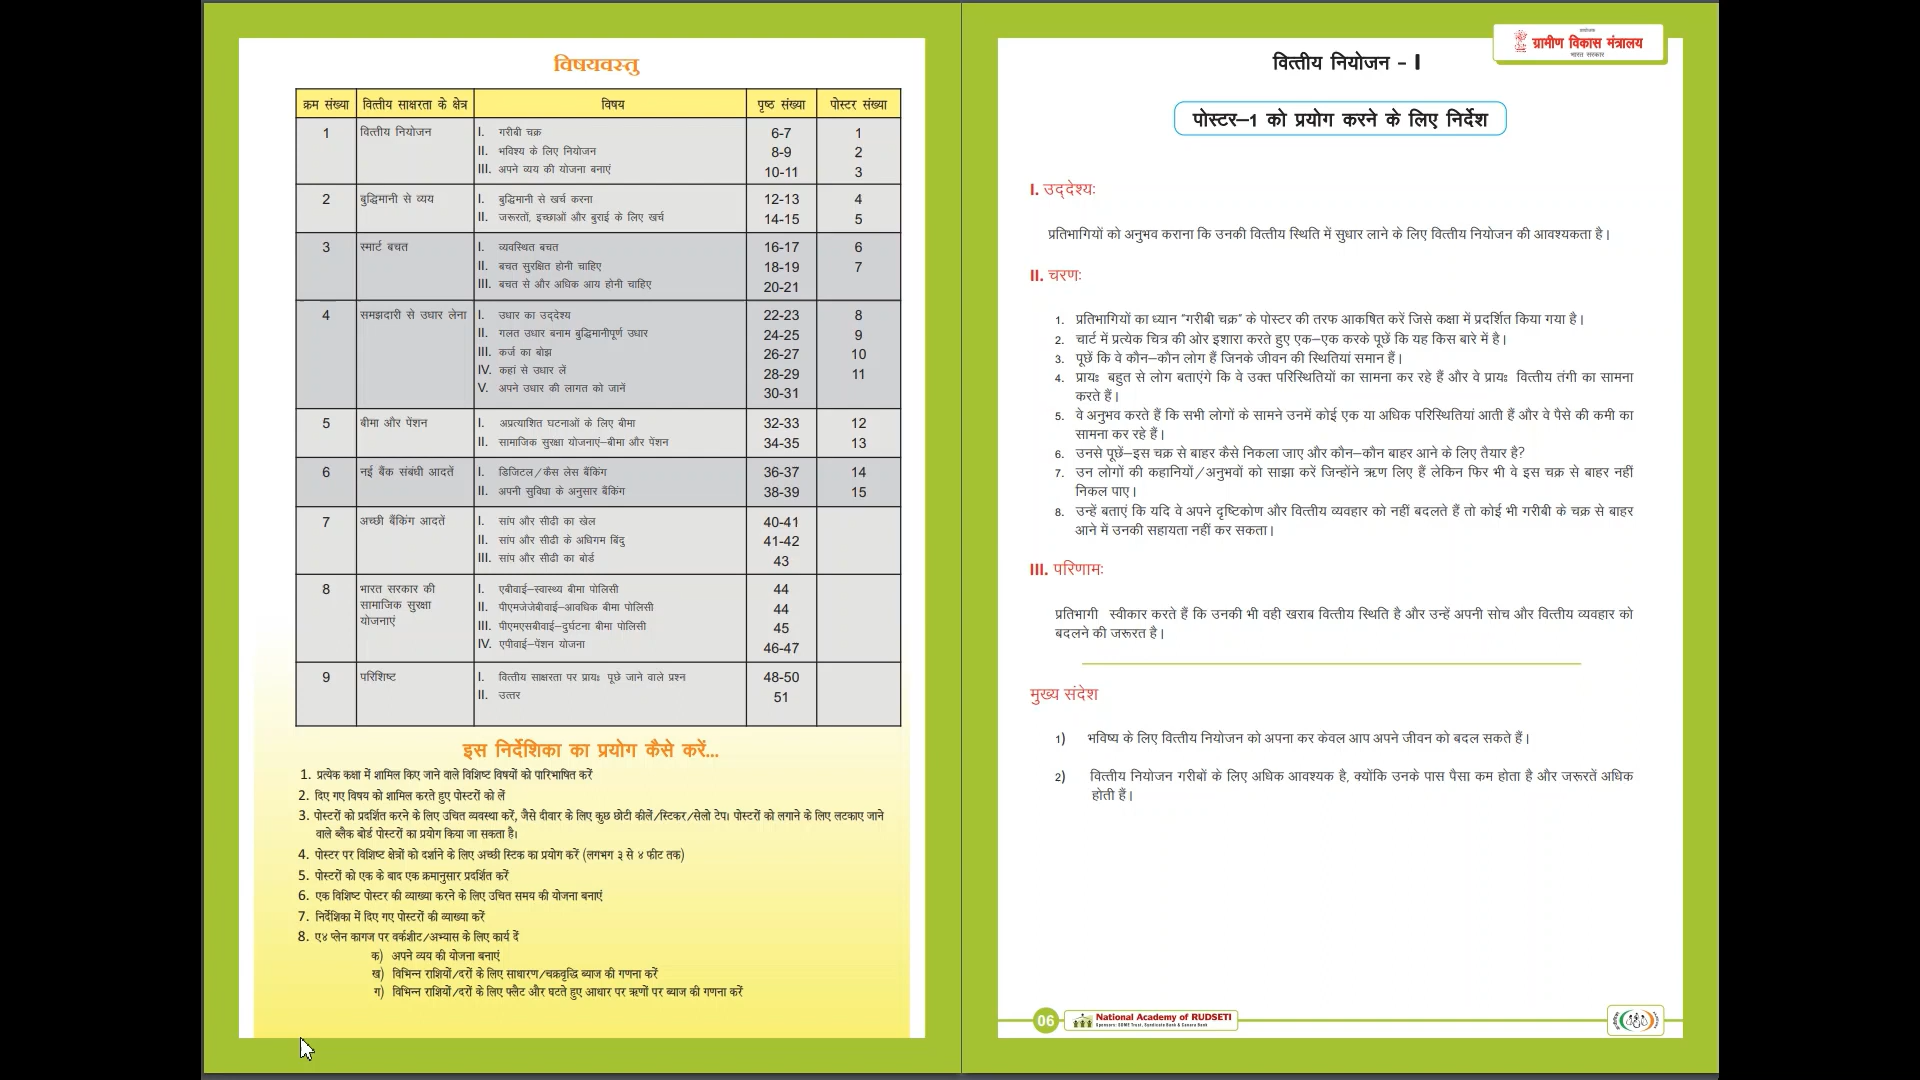 विषयवस्तु
क्रम संख्या वित्तीय साक्षरता के क्षेत्र विषय पृष्ठ संख्या पोस्टर संख्या
1 वित्तीय नियोजन I. गरीबी चक्र 6-7 1
II. भविश्य के लिए नियोजन 8-9 2
III. अपने व्यय की योजना बनाएं 10-11 3
2 बुद्धिमानी से व्यय I. बुद्धिमानी से खर्च करना 12-13 4
II. जरूरतों, इच्छाओं और बुराई के लिए खर्च 14-15 5
3 स्मार्ट बचत I. व्यवस्थित बचत 16-17 6
II. बचत सुरक्षित होनी चाहिए 18-19 7
III. बचत से और अधिक आय होनी चाहिए 20-21
4 समझदारी से उधार लेना I. उधार का उद्देश्य 22-23 8
II. गलत उधार बनाम बुद्धिमानीपूर्ण उधार 24-25 9
III. कर्ज का बोझ 26-27 10
IV. कहां से उधार लें 28-29 11
V. अपने उधार की लागत को जानें 30-31
5 बीमा और पेंशन I. अप्रत्याशित घटनाओं के लिए बीमा 32-33 12
II. सामाजिक सुरक्षा योजनाएं–बीमा और पेंशन 34-35 13
6 नई बैंक संबंधी आदतें I. डिजिटल/कैस लेस बैंकिंग 36-37 14
II. अपनी सुविधा के अनुसार बैंकिंग 38-39 15
7 अच्छी बैंकिंग आदतें I. सांप और सीढी का खेल 40-41
II. सांप और सीढी के अधिगम बिंदु 41-42
III. सांप और सीढी का बोर्ड 43
8 भारत सरकार की सामाजिक सुरक्षा योजनाएं I. एबीवाई–स्वास्थ्य बीमा पोलिसी 44
II. पीएमजेजेबीवाई–आवधिक बीमा पोलिसी 44
III. पीएमएसबीवाई–दुर्घटना बीमा पोलिसी 45
IV. एपीवाई–पेंशन योजना 46-47
9 परिशिष्ट I. वित्तीय साक्षरता पर प्रायः पूछे जाने वाले प्रश्न 48-50
II. उत्तर 51
इस निर्देशिका का प्रयोग कैसे करें...
1. प्रत्येक कक्षा में शामिल किए जाने वाले विशिष्ट विषयों को पारिभाषित करें
2. दिए गए विषय को शामिल करते हुए पोस्टरों को लें
3. पोस्टरों को प्रदर्शित करने के लिए उचित व्यवस्था करें, जैसे दीवार के लिए कुछ छोटी कीलें/स्टिकर/सेलो टेप। पोस्टरों को लगाने के लिए लटकाए जाने
वाले ब्लैक बोर्ड पोस्टरों का प्रयोग किया जा सकता है।
4. पोस्टर पर विशिष्ट क्षेत्रों को दर्शाने के लिए अच्छी स्टिक का प्रयोग करें (लगभग ३ से ४ फीट तक)
5. पोस्टरों को एक के बाद एक क्रमानुसार प्रदर्शित करें
6. एक विशिष्ट पोस्टर की व्याख्या करने के लिए उचित समय की योजना बनाएं
7. निर्देशिका में दिए गए पोस्टरों की व्याख्या करें
8. ए४ प्लेन कागज पर वर्कशीट/अभ्यास के लिए कार्य दें
क) अपने व्यय की योजना बनाएं
ख) विभिन्न राशियों/दरों के लिए साधारण/चक्रवृद्धि ब्याज की गणना करें
ग) विभिन्न राशियों/दरों के लिए फ्लैट और घटते हुए आधार पर ऋणों पर ब्याज की गणना करें
ग्रामीण विकास मंत्रालय
भारत सरकार
वित्तीय नियोजन - I
पोस्टर–1 को प्रयोग करने के लिए निर्देश
I. उद्देश्यः
प्रतिभागियों को अनुभव कराना कि उनकी वित्तीय स्थिति में सुधार लाने के लिए वित्तीय नियोजन की आवश्यकता है।
II. चरणः
1. प्रतिभागियों का ध्यान “गरीबी चक्र” के पोस्टर की तरफ आकषित करें जिसे कक्षा में प्रदर्शित किया गया है।
2. चार्ट में प्रत्येक चित्र की ओर इशारा करते हुए एक–एक करके पूछें कि यह किस बारे में है।
3. पूछें कि वे कौन–कौन लोग हैं जिनके जीवन की स्थितियां समान हैं।
4. प्रायः बहुत से लोग बताएंगे कि वे उक्त परिस्थितियों का सामना कर रहे हैं और वे प्रायः वित्तीय तंगी का सामना
करते हैं।
5. वे अनुभव करते हैं कि सभी लोगों के सामने उनमें कोई एक या अधिक परिस्थितियां आती हैं और वे पैसे की कमी का
सामना कर रहे हैं।
6. उनसे पूछें–इस चक्र से बाहर कैसे निकला जाए और कौन–कौन बाहर आने के लिए तैयार है?
7. उन लोगों की कहानियों/अनुभवों को साझा करें जिन्होंने ऋण लिए हैं लेकिन फिर भी वे इस चक्र से बाहर नहीं
निकल पाए।
8. उन्हें बताएं कि यदि वे अपने दृष्टिकोण और वित्तीय व्यवहार को नहीं बदलते हैं तो कोई भी गरीबी के चक्र से बाहर
आने में उनकी सहायता नहीं कर सकता।
III. परिणामः
प्रतिभागी स्वीकार करते हैं कि उनकी भी वही खराब वित्तीय स्थिति है और उन्हें अपनी सोच और वित्तीय व्यवहार को
बदलने की जरूरत है।
मुख्य संदेश
1) भविष्य के लिए वित्तीय नियोजन को अपना कर केवल आप अपने जीवन को बदल सकते हैं।
2) वित्तीय नियोजन गरीबों के लिए अधिक आवश्यक है, क्योंकि उनके पास पैसा कम होता है और जरूरतें अधिक
होती हैं।
06 National Academy of RUDSETI
Sponsors: SDME Trust, Syndicate Bank & Canara Bank